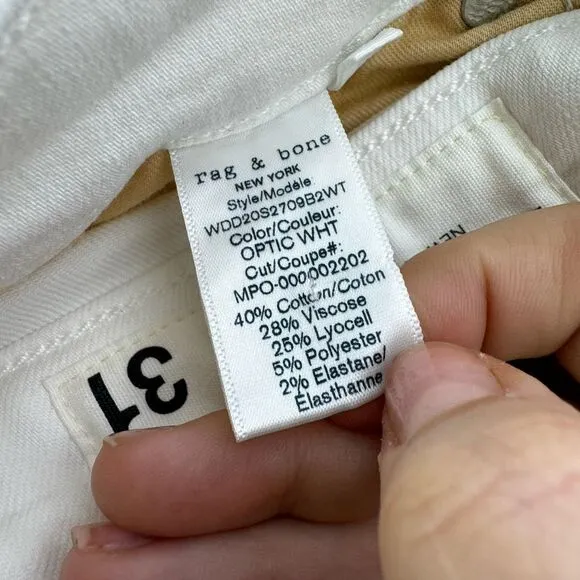 rag & bone
NEW YORK
Style/Modèle
WDD20S2709B2WT
Color/Couleur:
OPTIC WHT
Cut/Coupe#:
MPO-000002202
40% Cotton/Coton
28% Viscose
25% Lyocell
5% Polyester
2% Elastane/
Elasthanne
31